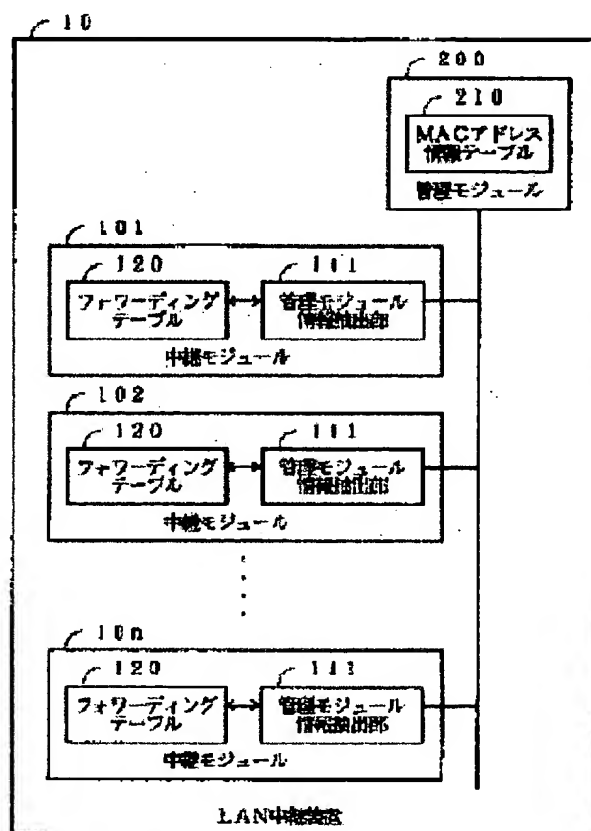 10
200
210
MACアドレス
情報テーブル
管理モジュール
101
120
111
フォワーディング
テーブル
管理モジュール
情報抽出部
中継モジュール
102
120
111
フォワーディング
テーブル
管理モジュール
情報抽出部
中継モジュール
10n
120
111
フォワーディング
テーブル
管理モジュール
情報抽出部
中継モジュール
LAN中継装置